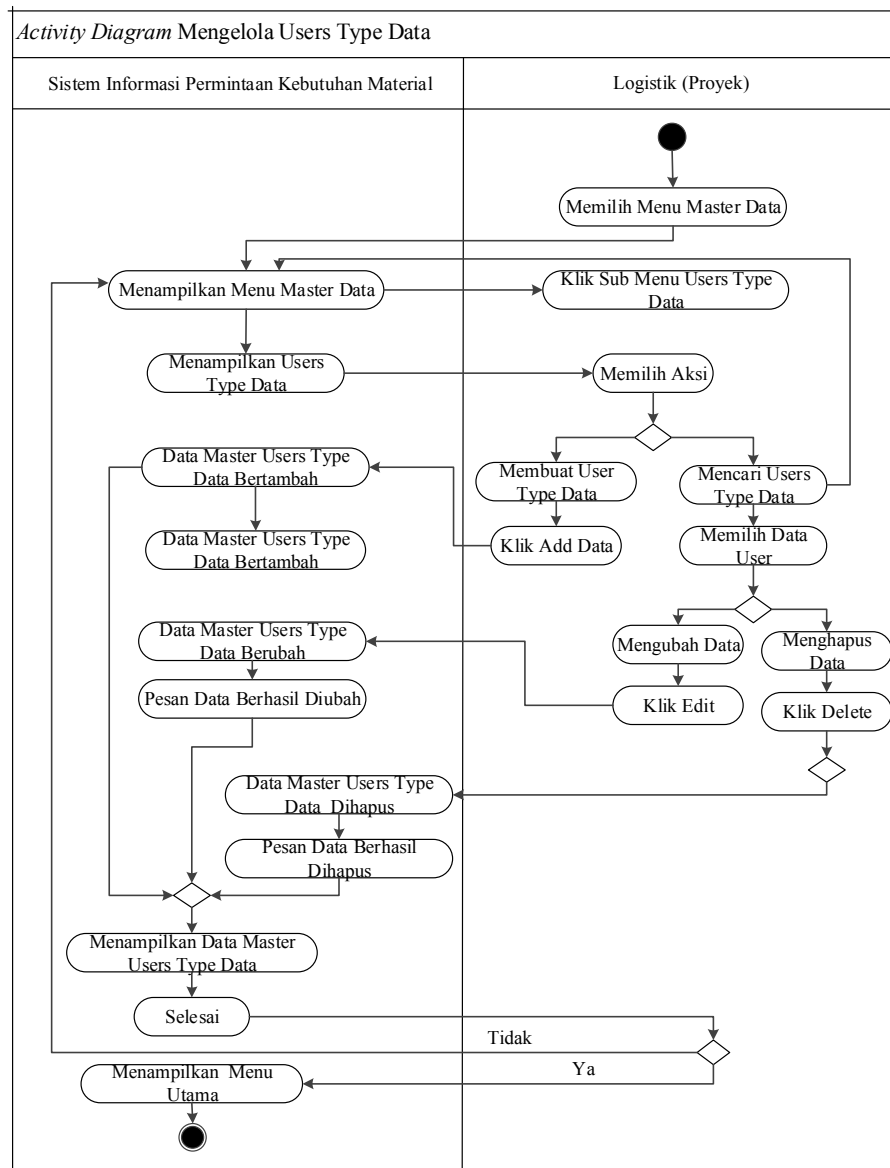 Activity Diagram Mengelola Users Type Data
Sistem Informasi Permintaan Kebutuhan Material
Logistik (Proyek)
Memilih Menu Master Data
Menampilkan Menu Master Data
Klik Sub Menu Users Type
Data
Menampilkan Users
Type Data
Memilih Aksi
Data Master Users Type
Data Bertambah
Membuat User
Type Data
Mencari Users
Type Data
Data Master Users Type
Data Bertambah
Klik Add Data
Memilih Data
User
Data Master Users Type
Data Berubah
Mengubah Data
Menghapus
Data
Pesan Data Berhasil Diubah
Klik Edit
Klik Delete
Data Master Users Type
Data Dihapus
Pesan Data Berhasil
Dihapus
Menampilkan Data Master
Users Type Data
Selesai
Tidak
Ya
Menampilkan Menu
Utama